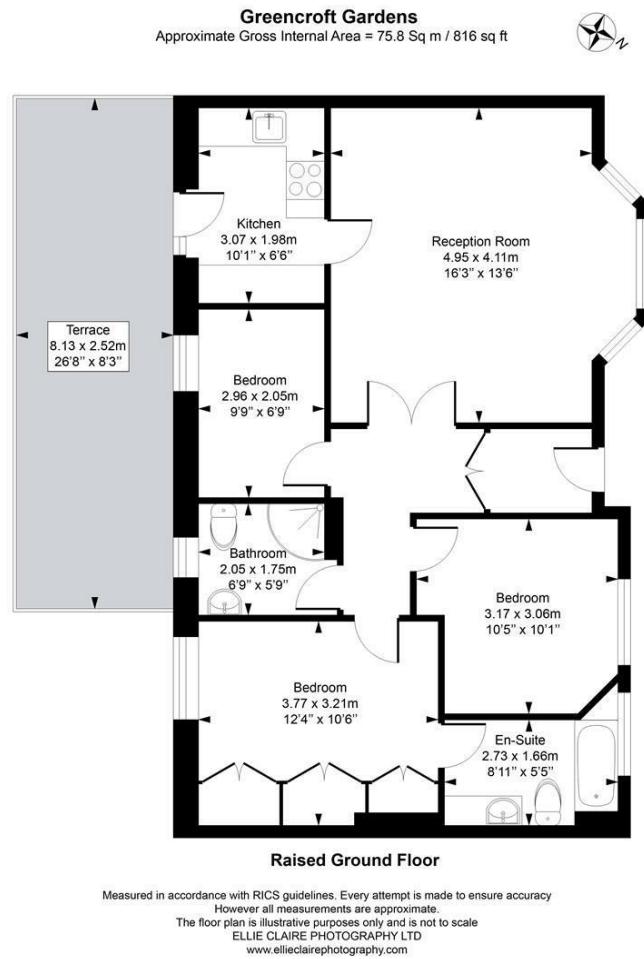 Greencroft Gardens
Approximate Gross Internal Area = 75.8 Sq m / 816 sq ft
N
Kitchen
3.07 x 1.98m
10'1" x 6'6"
Reception Room
4.95 x 4.11m
16'3" x 13'6"
Terrace
8.13 x 2.52m
26'8" x 8'3"
Bedroom
2.96 x 2.05m
9'9" x 6'9"
Bathroom
2.05 x 1.75m
6'9" x 5'9"
Bedroom
3.17 x 3.06m
10'5" x 10'1"
Bedroom
3.77 x 3.21m
12'4" x 10'6"
En-Suite
2.73 x 1.66m
8'11" x 5'5"
Raised Ground Floor
Measured in accordance with RICS guidelines. Every attempt is made to ensure accuracy
However all measurements are approximate.
The floor plan is illustrative purposes only and is not to scale
ELLIE CLAIRE PHOTOGRAPHY LTD
www.ellieclairephotography.com